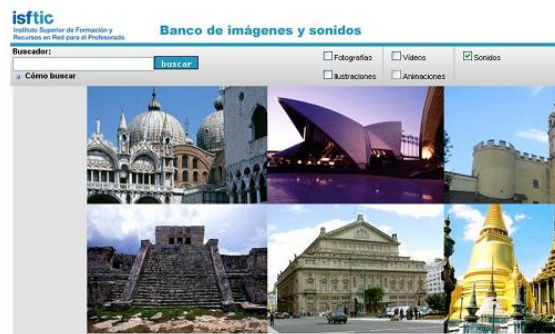 isftic
Instituto Superior de Formación y
Recursos en Red para el Profesorado
Banco de imágenes y sonidos
Buscador:
buscar
Cómo buscar
Fotografías
Vídeos
Sonidos
Ilustraciones
Animaciones